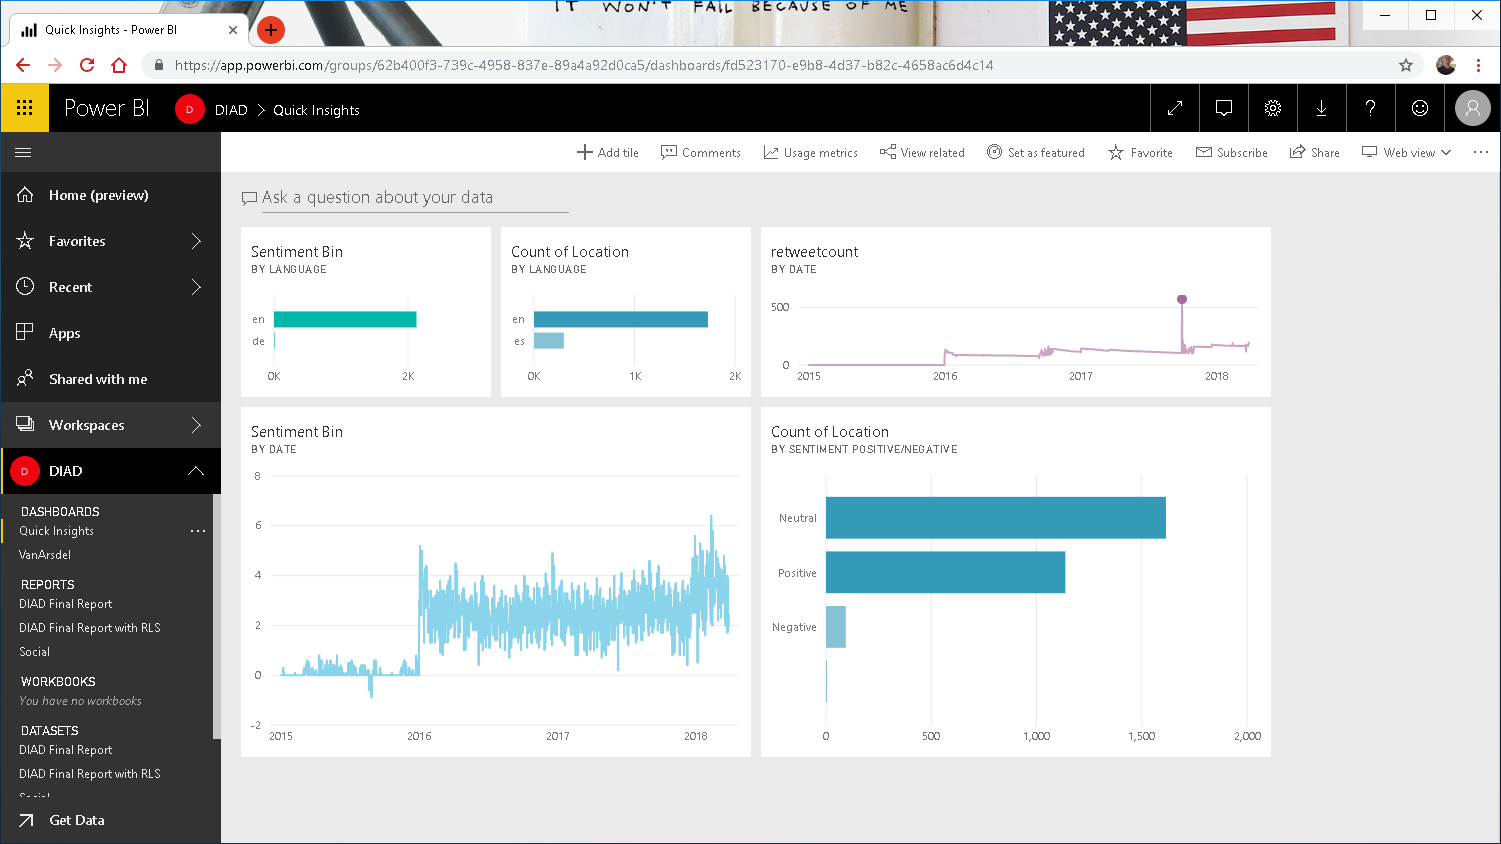 IT WON'T FAIL BECAUSE OF ME
Quick Insights - Power BI
https://app.powerbi.com/groups/62b400f3-739c-4958-837e-89a4a92d0ca5/dashboards/fd523170-e9b8-4d37-b82c-4658ac6d4c14
Power BI
D
DIAD
Quick Insights
?
Add tile
Comments
Usage metrics
View related
Set as featured
Favorite
Subscribe
Share
Web view
Home (preview)
Favorites
Recent
Apps
Shared with me
Workspaces
D
DIAD
DASHBOARDS
Quick Insights
VanArsdel
REPORTS
DIAD Final Report
DIAD Final Report with RLS
Social
WORKBOOKS
You have no workbooks
DATASETS
DIAD Final Report
DIAD Final Report with RLS
Social
Get Data
Ask a question about your data
Sentiment Bin
BY LANGUAGE
en
de
0K 2K
Count of Location
BY LANGUAGE
en
es
0K 1K 2K
retweetcount
BY DATE
500
0
2015 2016 2017 2018
Sentiment Bin
BY DATE
8
6
4
2
0
-2
2015 2016 2017 2018
Count of Location
BY SENTIMENT POSITIVE/NEGATIVE
Neutral
Positive
Negative
0 500 1,000 1,500 2,000